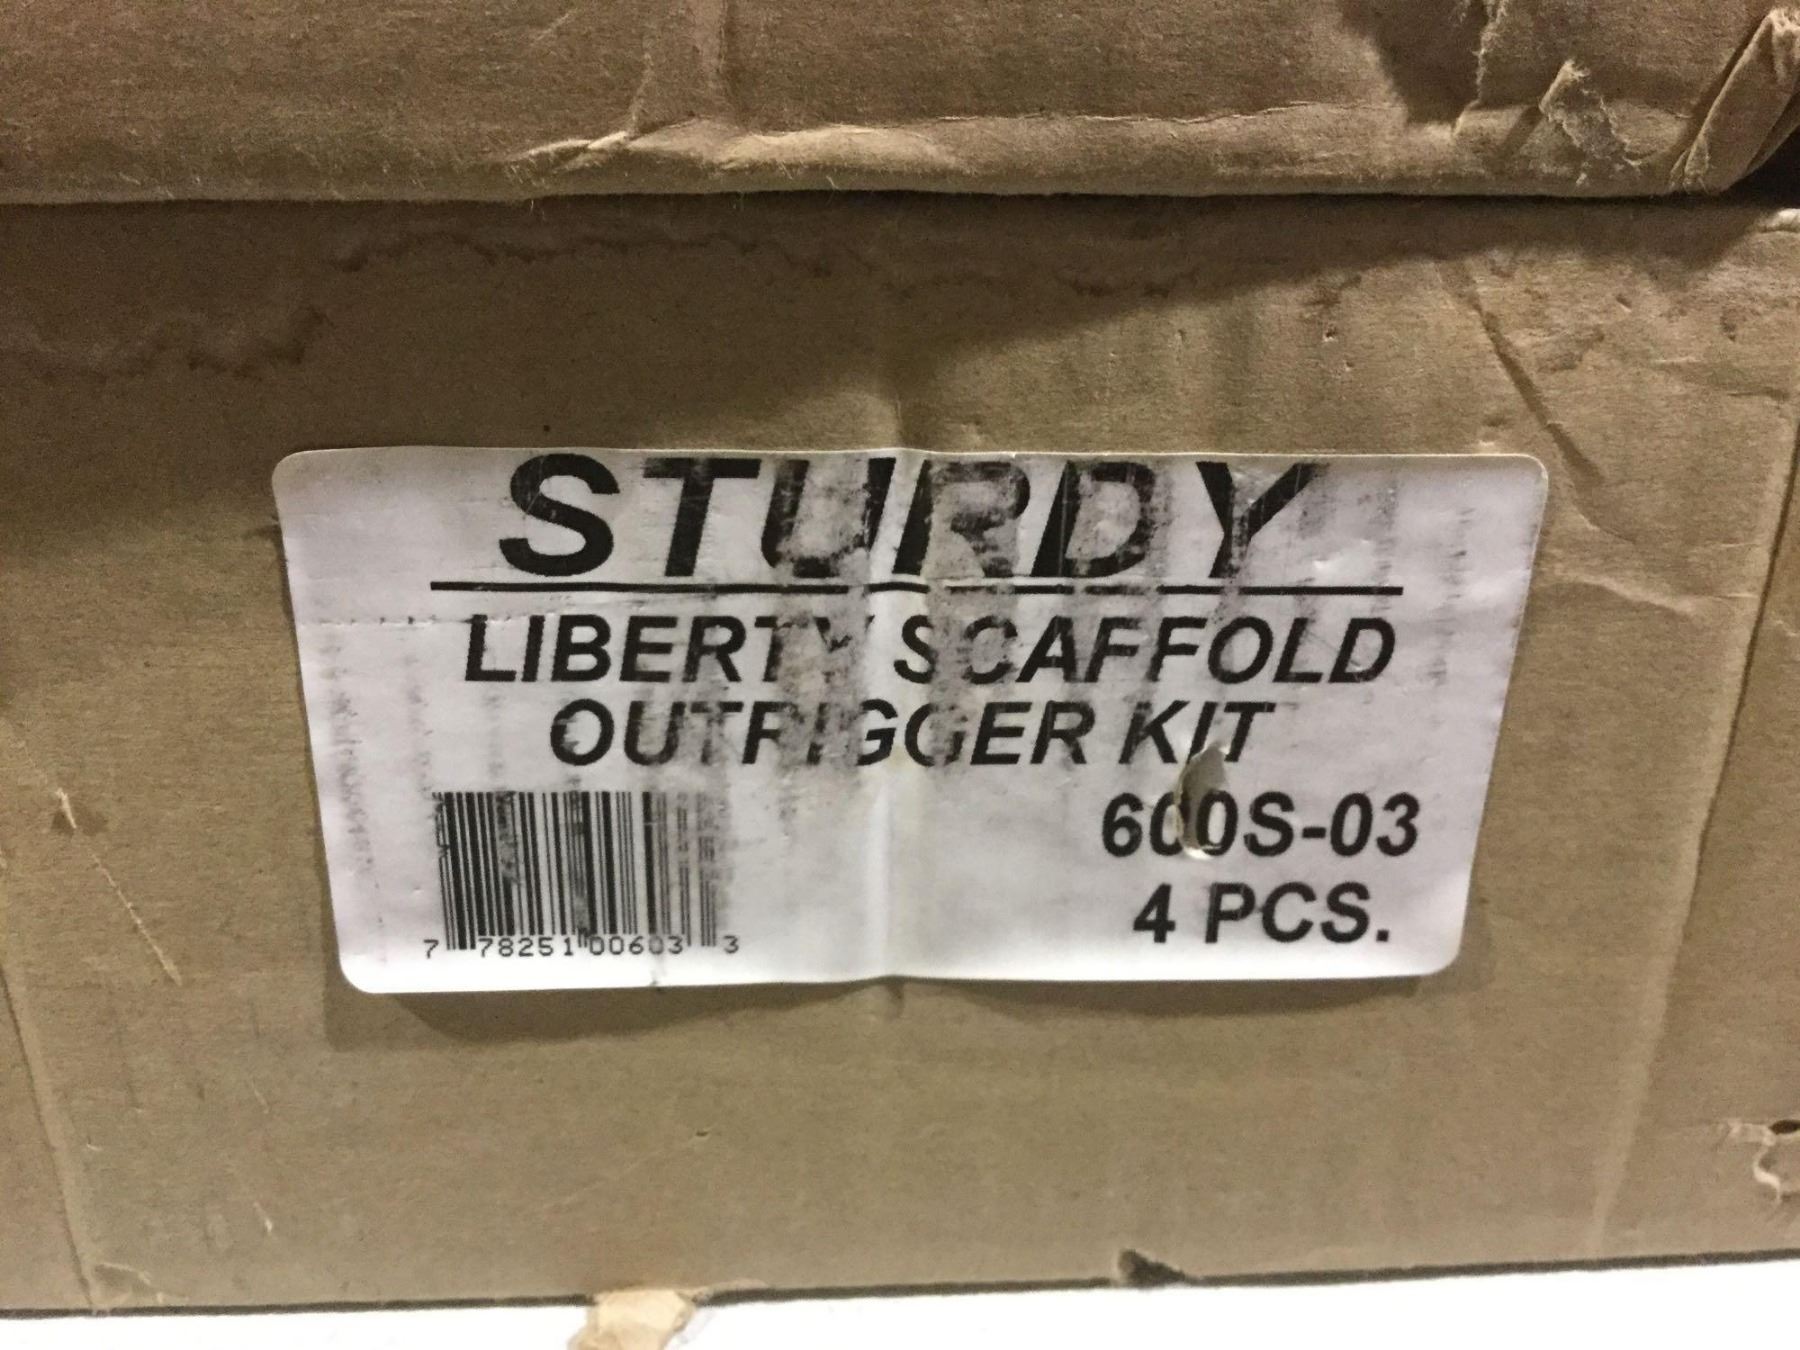 STURDY
LIBERTY SCAFFOLD
OUTRIGGER KIT
600S-03
4 PCS.
7 78251 00603 3